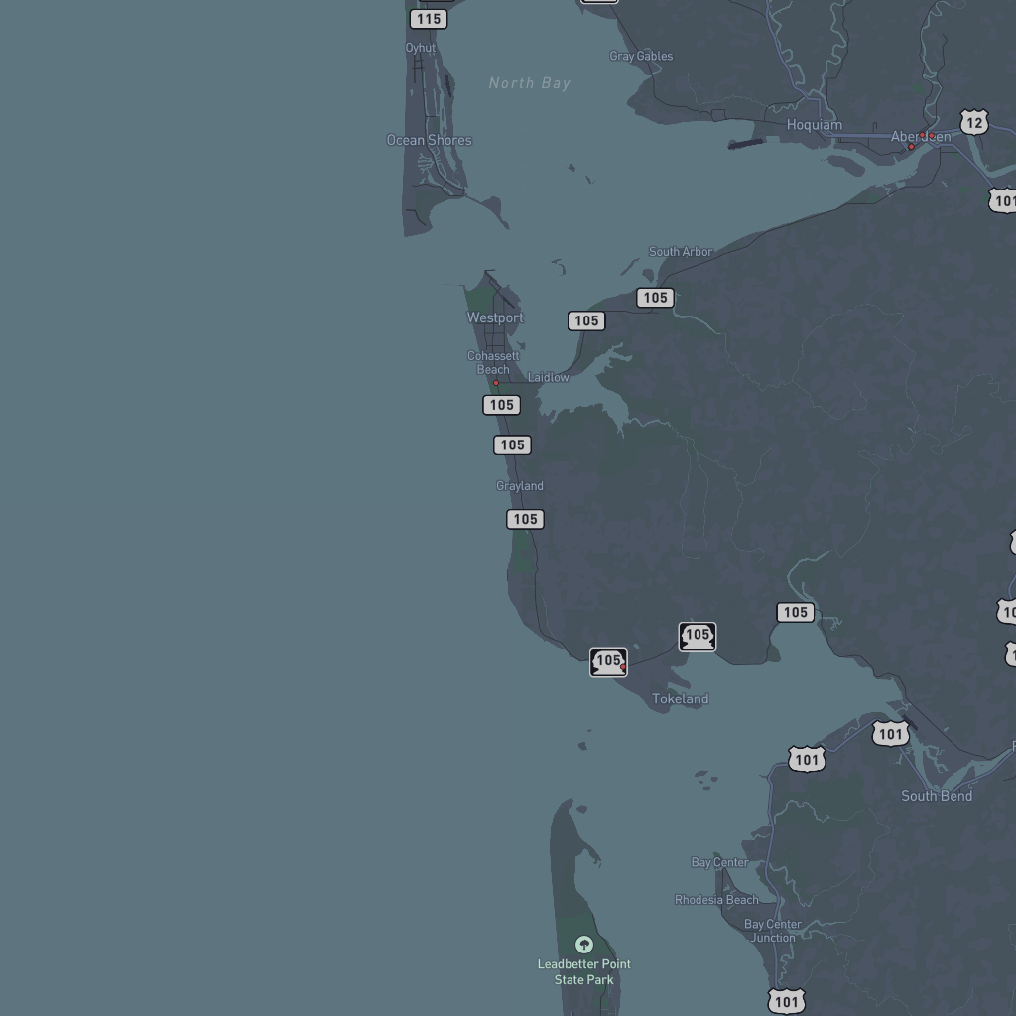 115
Oyhut
Gray Gables
North Bay
12
Hoquiam
Aberdeen
Ocean Shores
101
South Arbor
105
105
Westport
Cohassett
Beach
Laidlow
105
105
Grayland
105
105
105
105
Tokeland
101
101
South Bend
Bay Center
Rhodesia Beach
Bay Center
Junction
Leadbetter Point
State Park
101